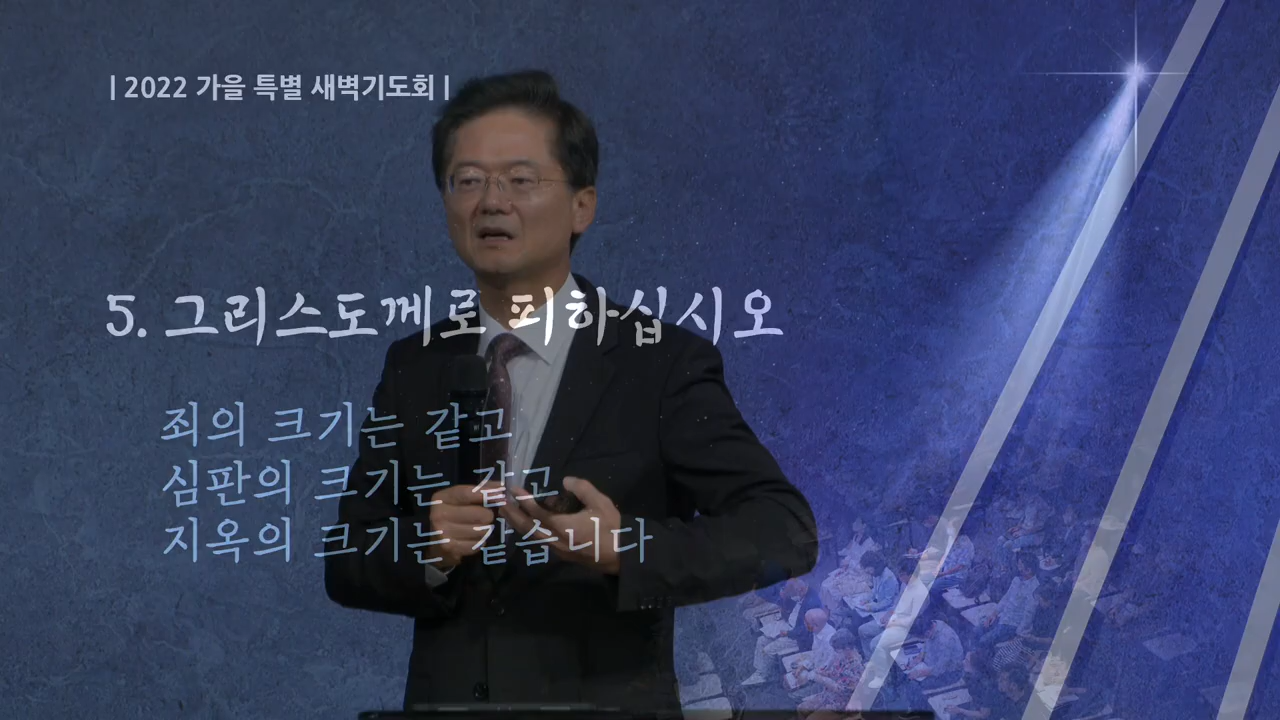 | 2022 가을 특별 새벽기도회 |
5. 그리스도께로 피하십시오
죄의 크기는 같고
심판의 크기는 같고
지옥의 크기는 같습니다